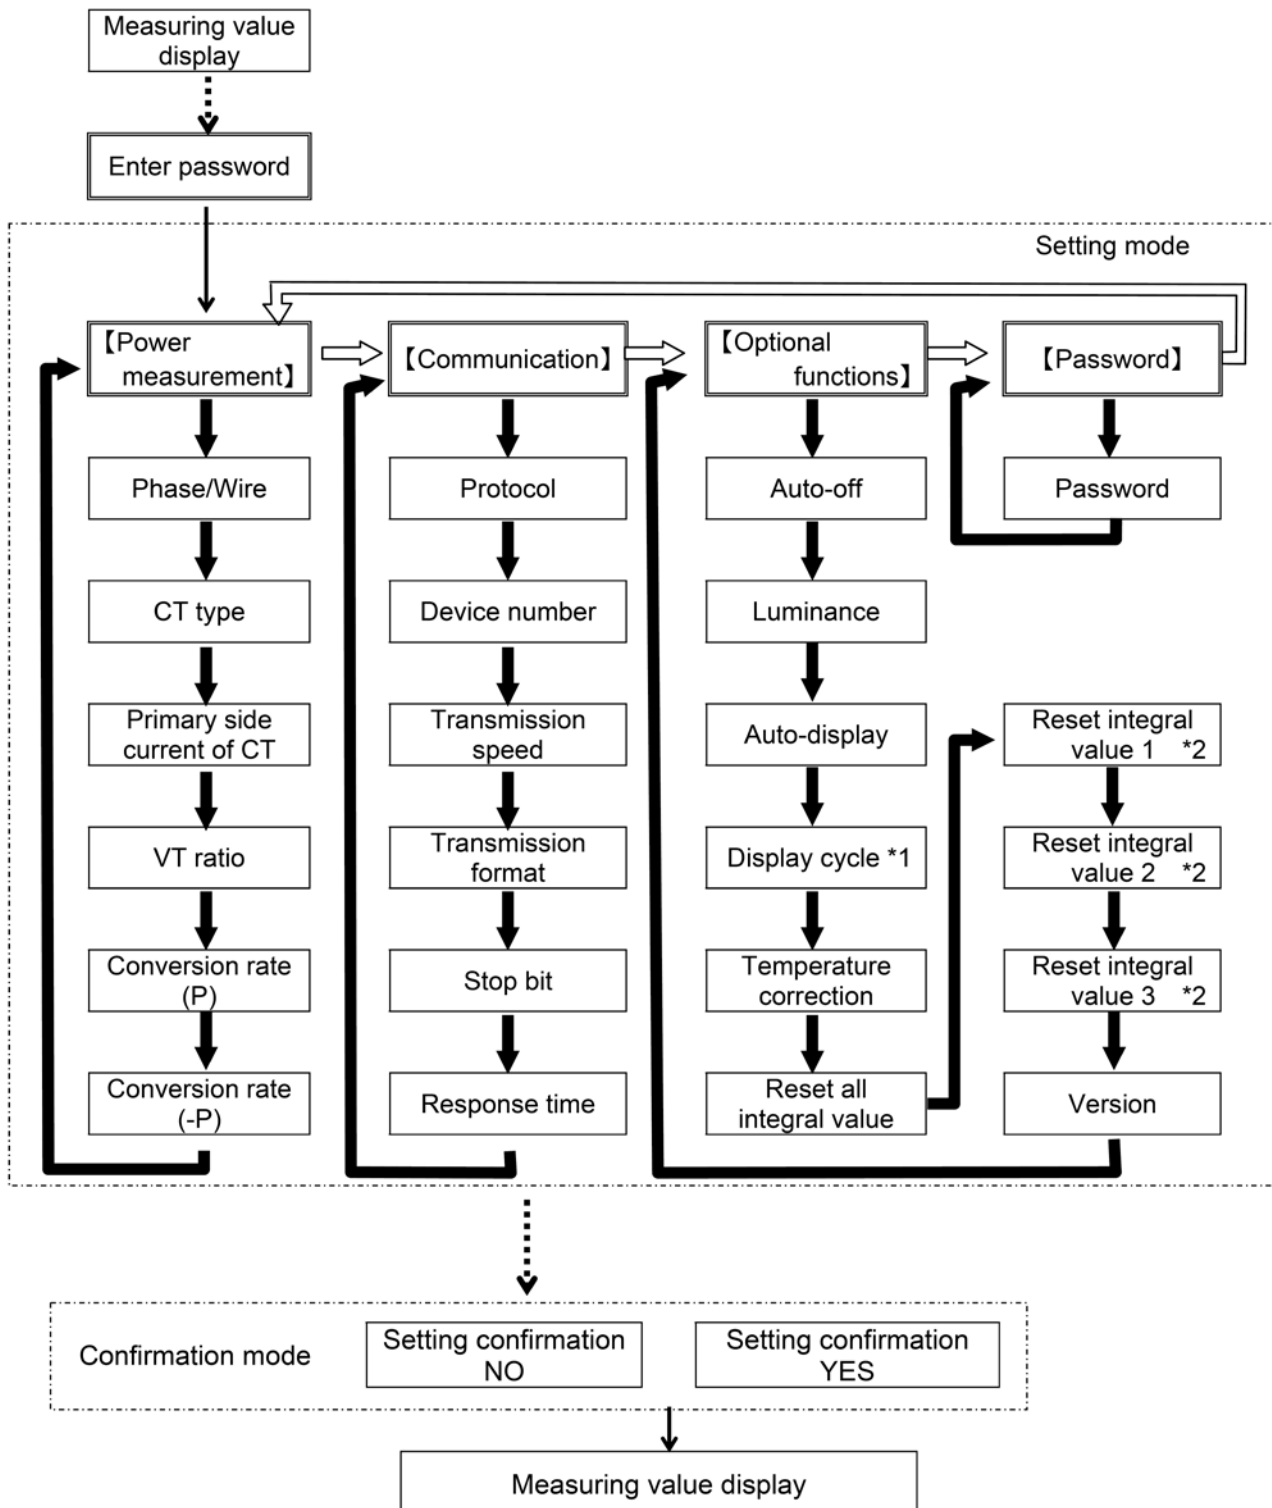 Measuring value
display
Enter password
Setting mode
【Power
measurement】
【Communication】
【Optional
functions】
【Password】
Phase/Wire
Protocol
Auto-off
Password
CT type
Device number
Luminance
Primary side
current of CT
Transmission
speed
Auto-display
Reset integral
value 1 *2
VT ratio
Transmission
format
Display cycle *1
Reset integral
value 2 *2
Conversion rate
(P)
Stop bit
Temperature
correction
Reset integral
value 3 *2
Conversion rate
(-P)
Response time
Reset all
integral value
Version
Confirmation mode
Setting confirmation
NO
Setting confirmation
YES
Measuring value display